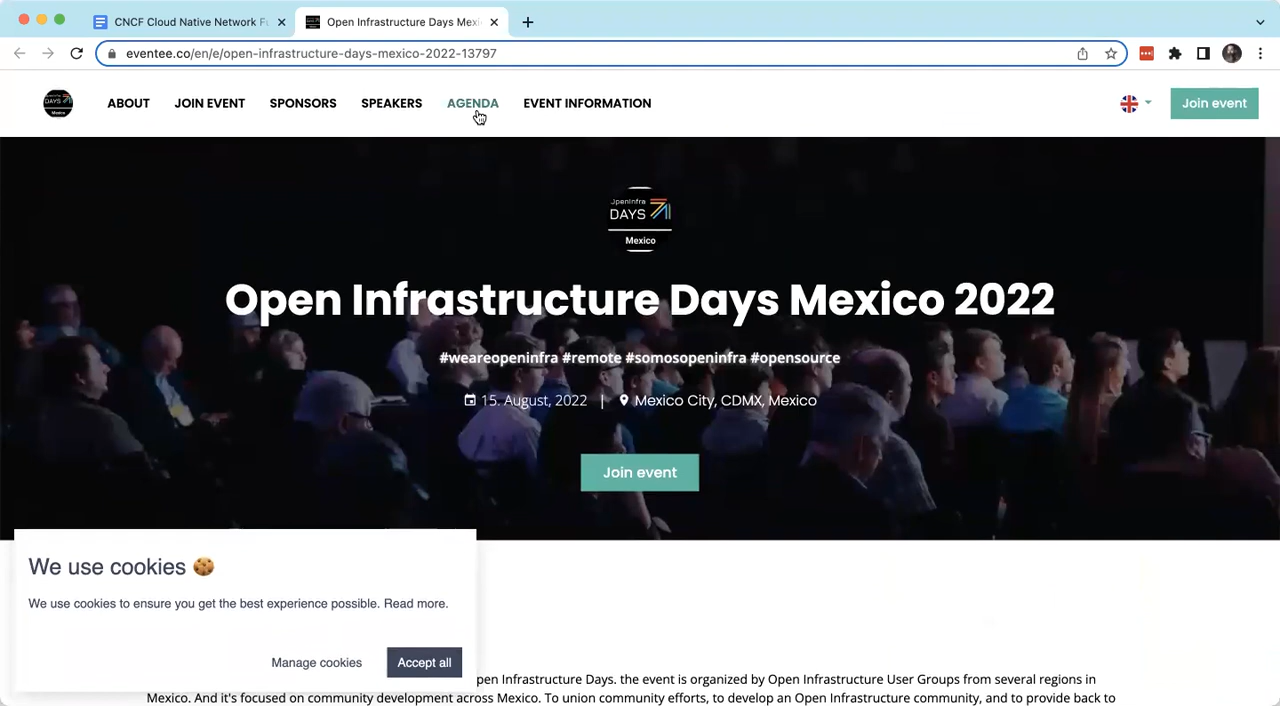 CNCF Cloud Native Network F
Open Infrastructure Days Mexi
eventee.co/en/e/open-infrastructure-days-mexico-2022-13797
DAYS
Mexico
ABOUT
JOIN EVENT
SPONSORS
SPEAKERS
AGENDA
EVENT INFORMATION
Join event
DAYS
Mexico
Open Infrastructure Days Mexico 2022
#weareopeninfra #remote #somosopeninfra #opensource
15. August, 2022 | Mexico City, CDMX, Mexico
Join event
We use cookies 🍪
We use cookies to ensure you get the best experience possible. Read more.
Manage cookies
Accept all
pen Infrastructure Days. the event is organized by Open Infrastructure User Groups from several regions in
Mexico. And it's focused on community development across Mexico. To union community efforts, to develop an Open Infrastructure community, and to provide back to